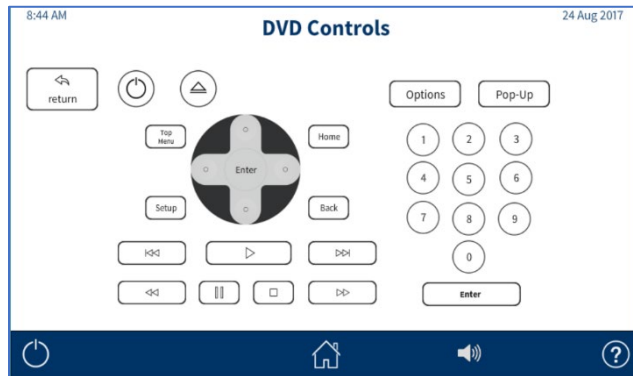 8:44 AM
DVD Controls
24 Aug 2017
return
Options
Pop-Up
Top
Menu
Home
Enter
Setup
Back
1 2 3
4 5 6
7 8 9
0
Enter
?